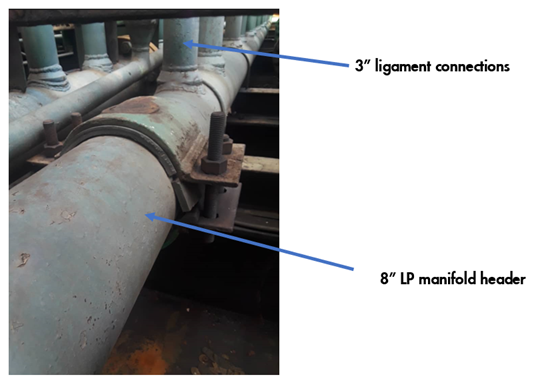 3” ligament connections
8” LP manifold header